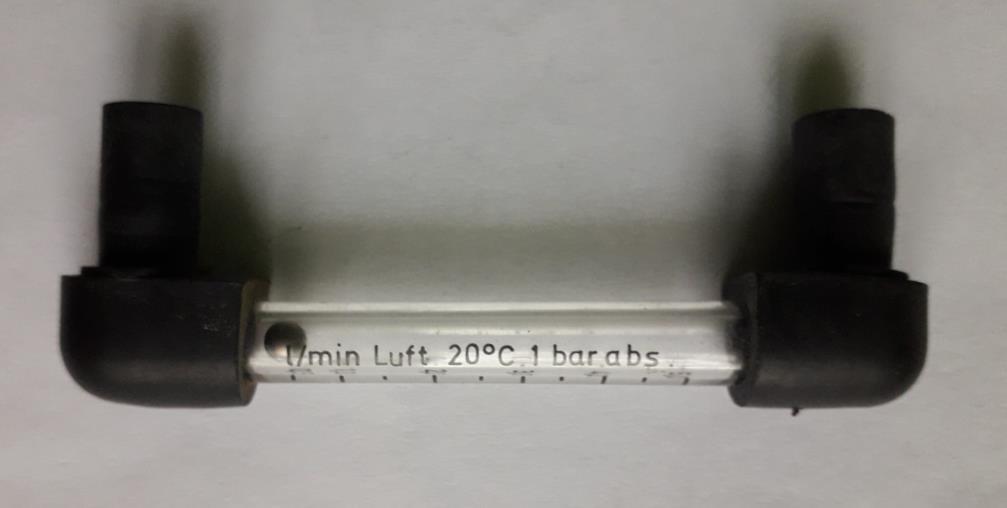 l/min Luft 20°C 1 bar abs.